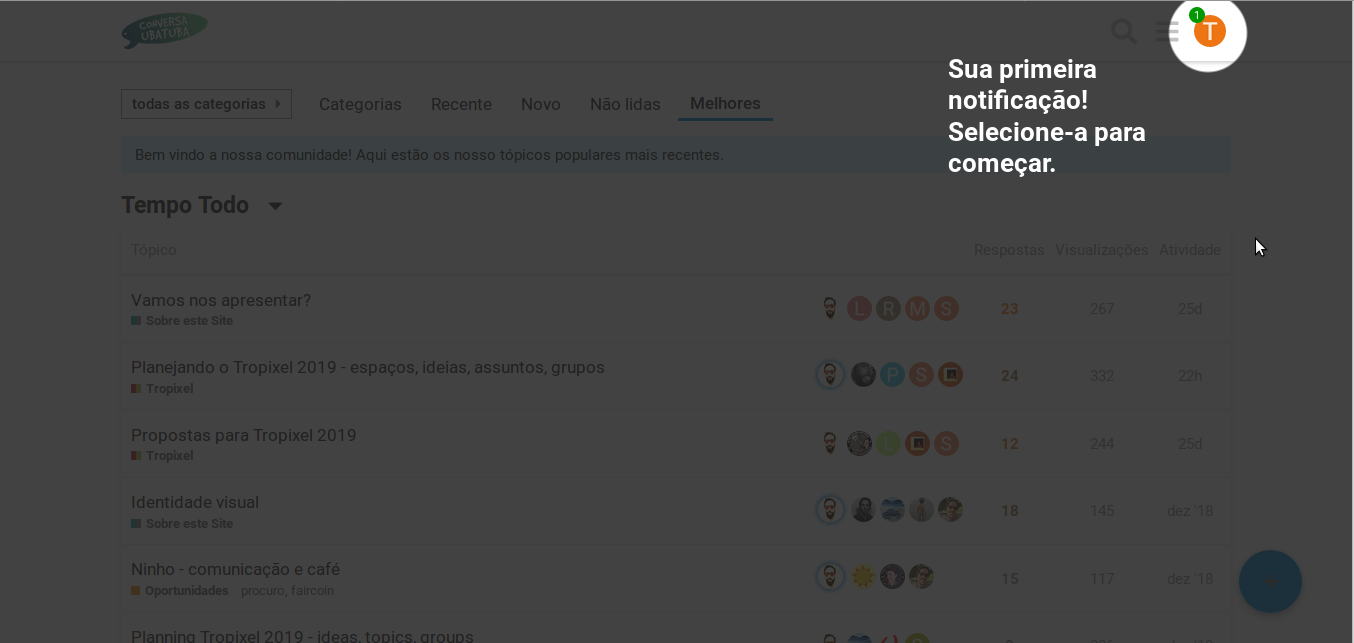 CONVERSA
UBATUBA
1
T
Sua primeira
notificação!
Selecione-a para
começar.
todas as categorias
Categorias Recente Novo Não lidas Melhores
Bem vindo a nossa comunidade! Aqui estão os nosso tópicos populares mais recentes.
Tempo Todo
Tópico Respostas Visualizações Atividade
Vamos nos apresentar? L R M S 23 267 25d
Sobre este Site
Planejando o Tropixel 2019 - espaços, ideias, assuntos, grupos P S 24 332 22h
Tropixel
Propostas para Tropixel 2019 L S 12 244 25d
Tropixel
Identidade visual 18 145 dez '18
Sobre este Site
Ninho - comunicação e café 15 117 dez '18
Oportunidades procuro, faircoin
Planning Tropixel 2019 - ideas, topics, groups